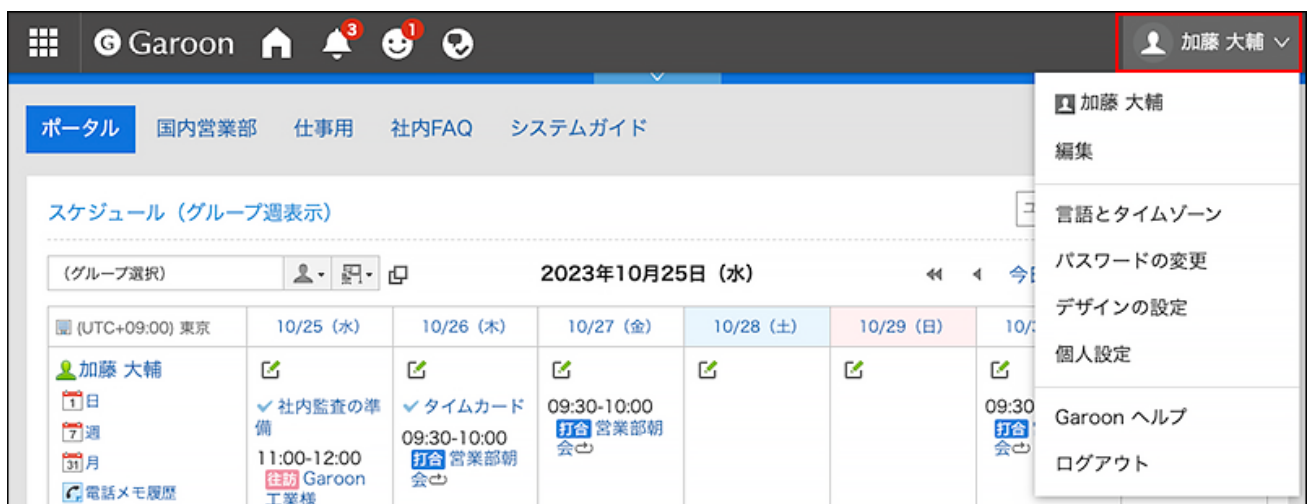 Garoon 3 1 加藤 大輔
加藤 大輔
編集
言語とタイムゾーン
パスワードの変更
デザインの設定
個人設定
Garoon ヘルプ
ログアウト
ポータル 国内営業部 仕事用 社内FAQ システムガイド
スケジュール（グループ週表示）
(グループ選択) 2023年10月25日（水）
(UTC+09:00) 東京 10/25（水） 10/26（木） 10/27（金） 10/28（土） 10/29（日）
加藤 大輔
1 日
7 週
31 月
電話メモ履歴
社内監査の準
備
11:00-12:00
往訪 Garoon
工業様
タイムカード
09:30-10:00
打合 営業部朝
会
09:30-10:00
打合 営業部朝
会
09:30
打合
会